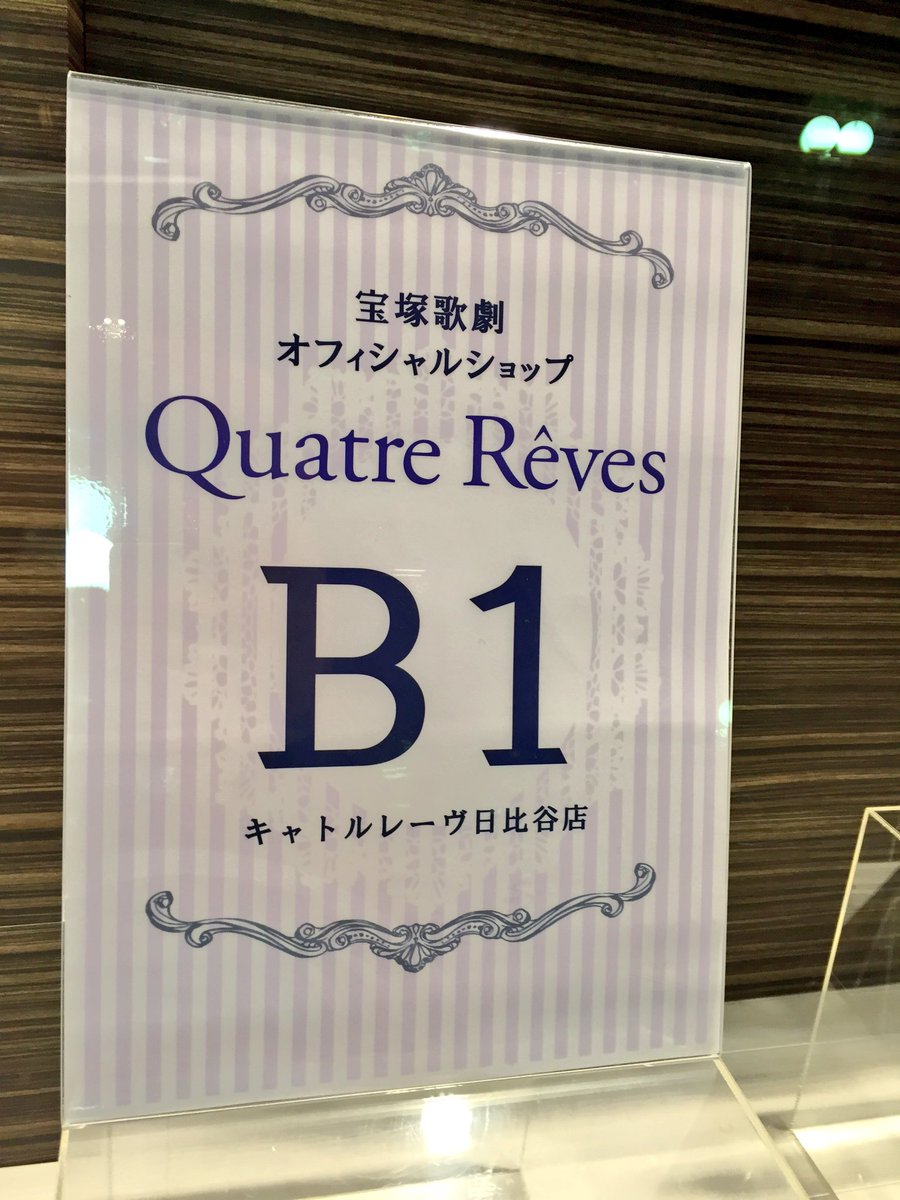 宝塚歌劇
オフィシャルショップ
Quatre Rêves
B1
キャトルレーヴ日比谷店